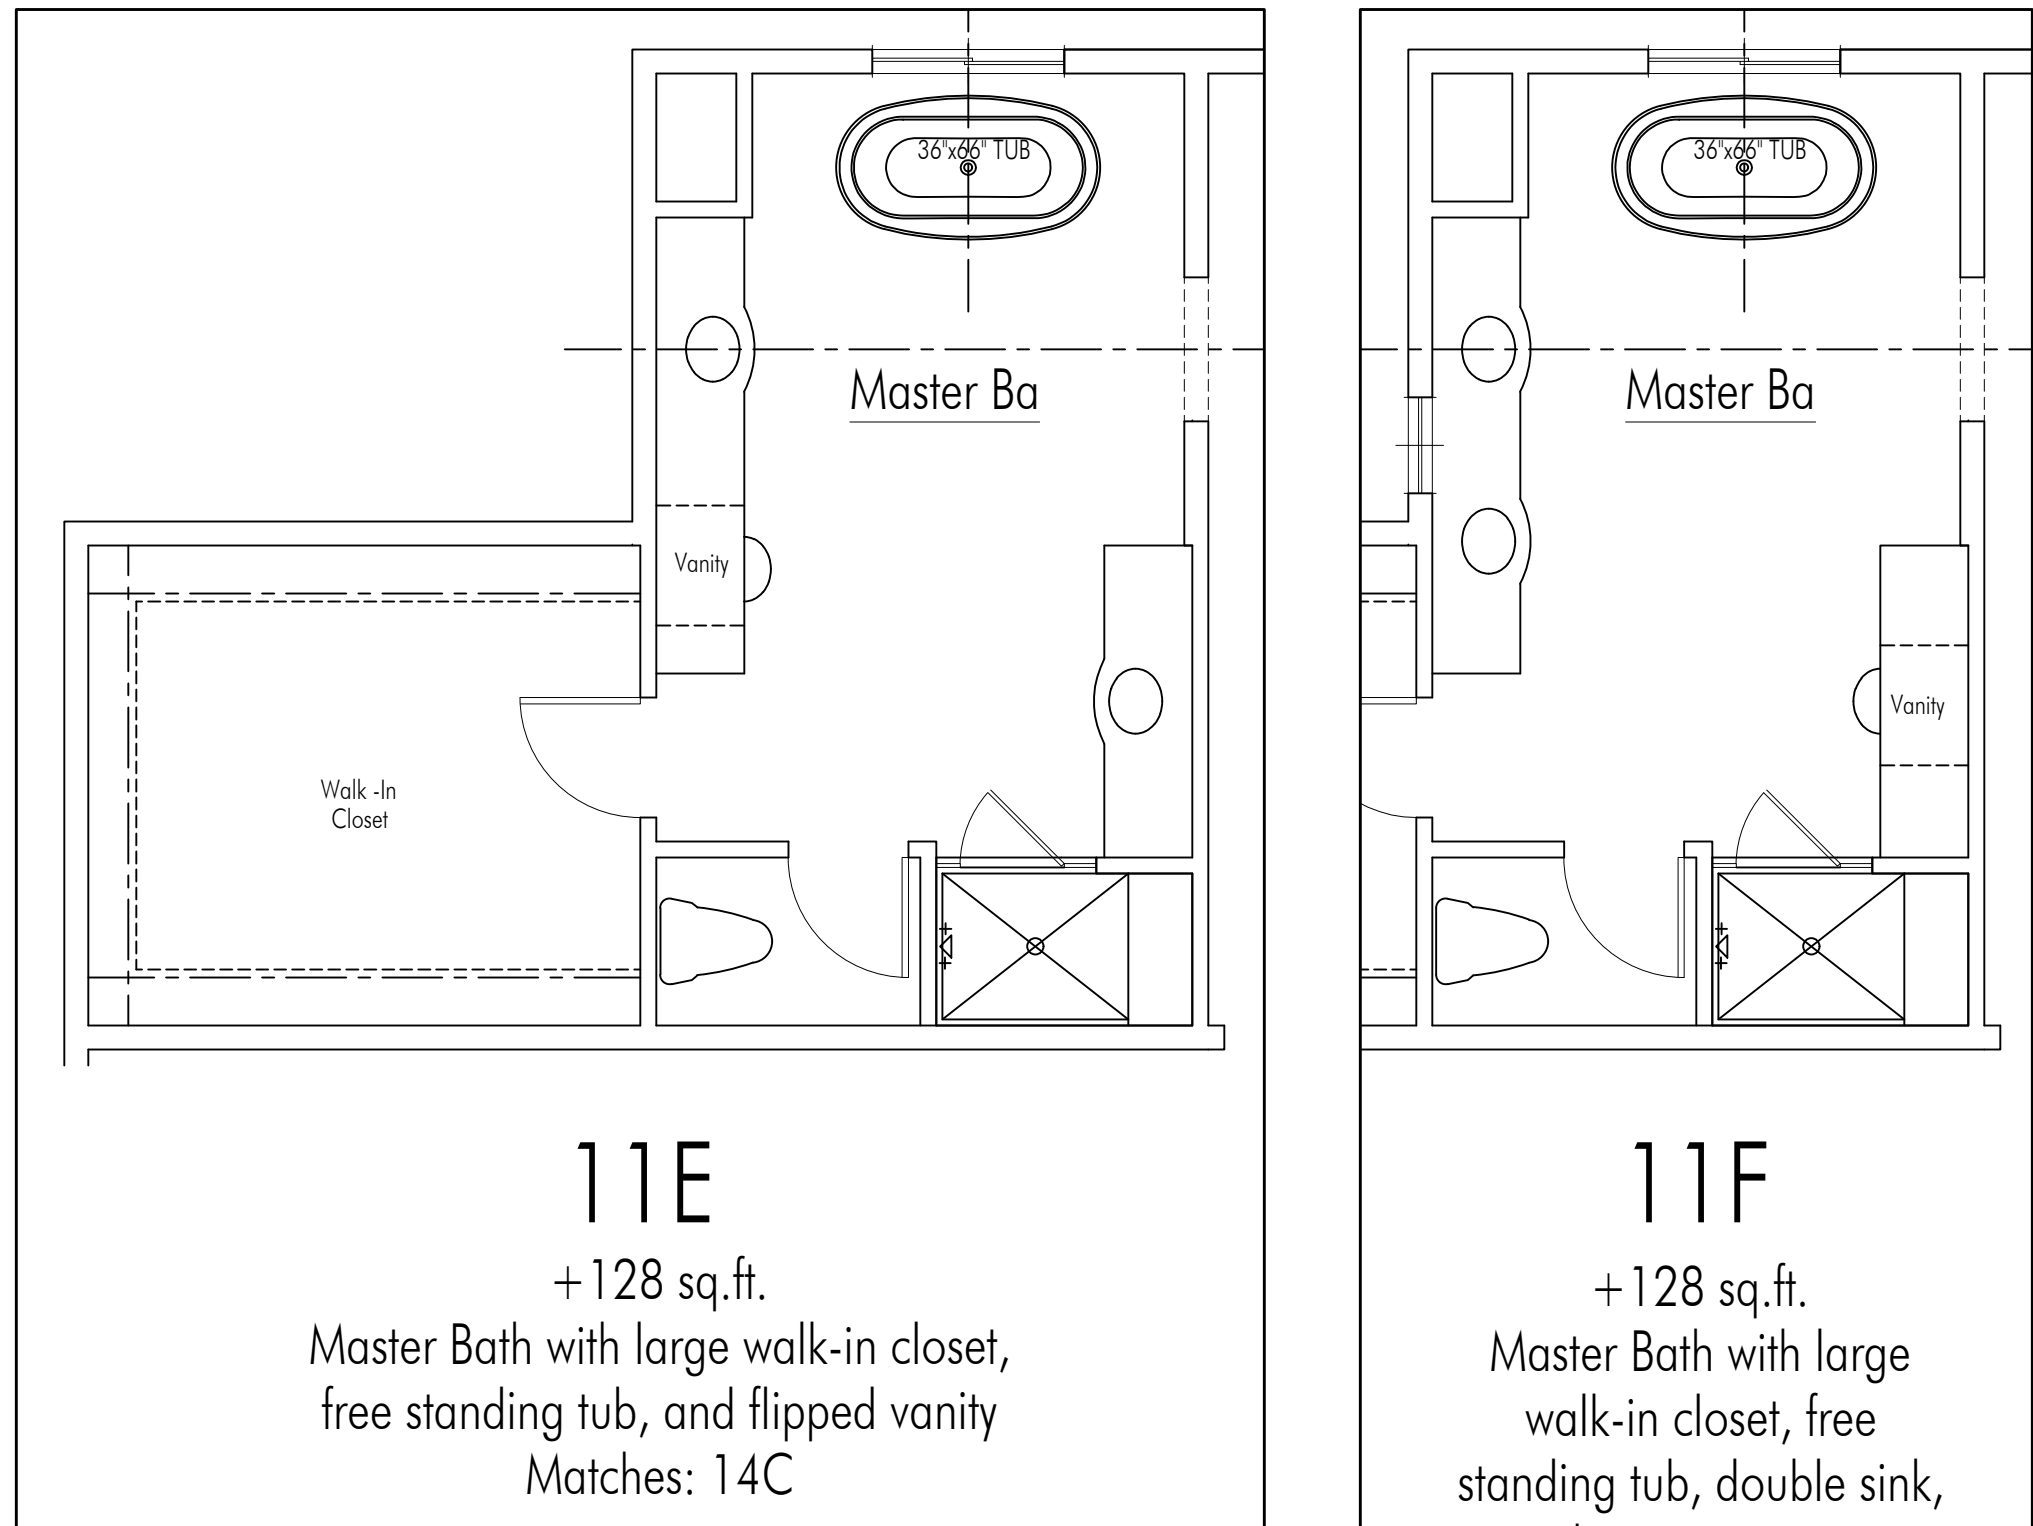 36"x66" TUB
Master Ba
Vanity
Walk -In
Closet
11E
+128 sq.ft.
Master Bath with large walk-in closet,
free standing tub, and flipped vanity
Matches: 14C
36"x66" TUB
Master Ba
Vanity
11F
+128 sq.ft.
Master Bath with large
walk-in closet, free
standing tub, double sink,